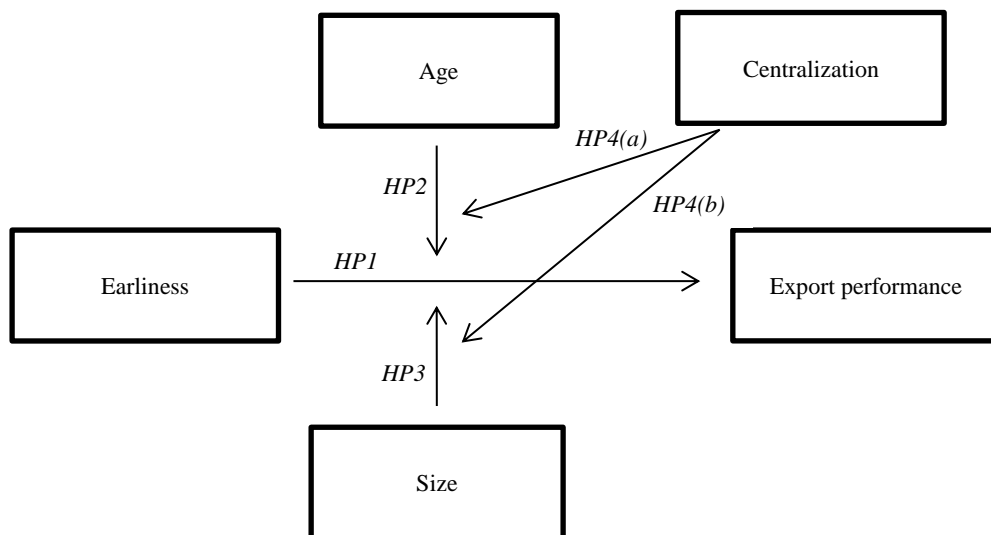 Age
Centralization
HP4(a)
HP2
HP4(b)
HP1
Earliness
Export performance
HP3
Size